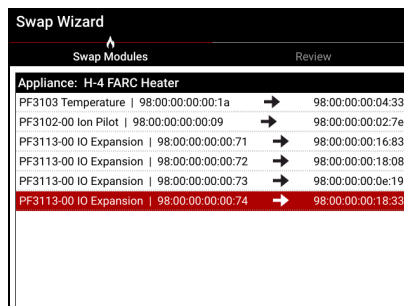 Swap Wizard
Swap Modules Review
Appliance: H-4 FARC Heater
PF3103 Temperature | 98:00:00:00:00:1a 98:00:00:00:04:33
PF3102-00 Ion Pilot | 98:00:00:00:00:09 98:00:00:00:02:7e
PF3113-00 IO Expansion | 98:00:00:00:00:71 98:00:00:00:16:83
PF3113-00 IO Expansion | 98:00:00:00:00:72 98:00:00:00:18:08
PF3113-00 IO Expansion | 98:00:00:00:00:73 98:00:00:00:0e:19
PF3113-00 IO Expansion | 98:00:00:00:00:74 98:00:00:00:18:33